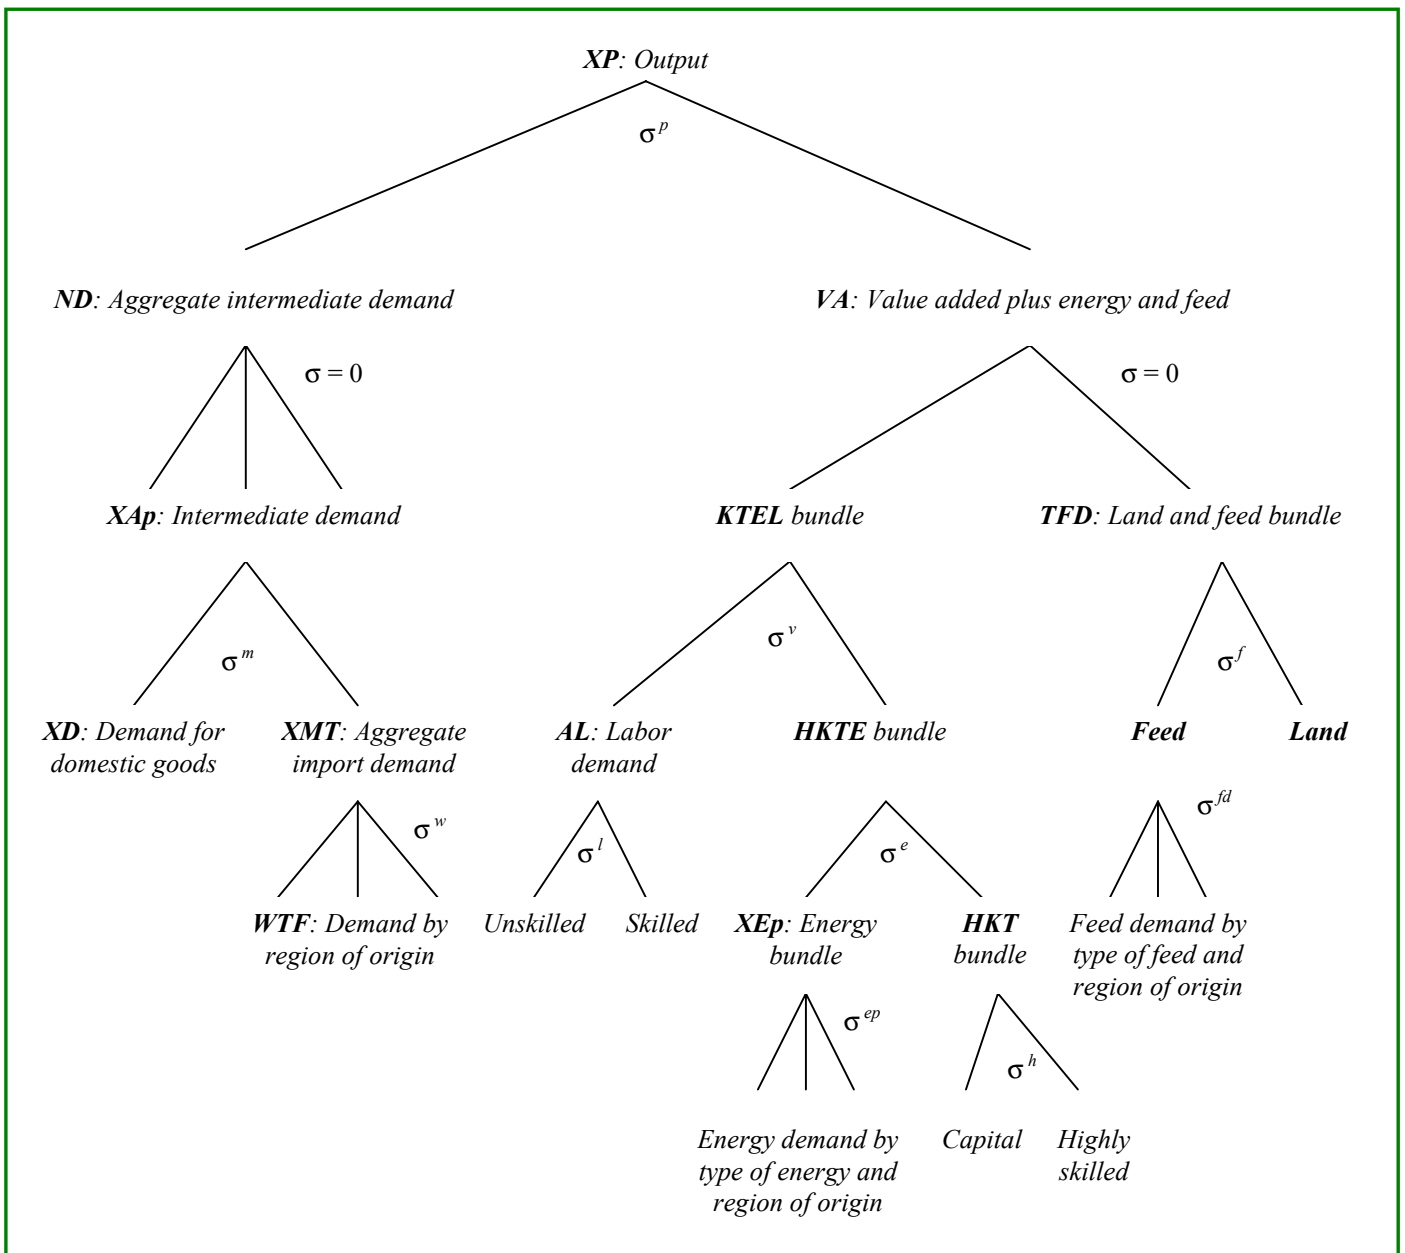 XP: Output
σ p
ND: Aggregate intermediate demand
VA: Value added plus energy and feed
σ = 0
σ = 0
XAp: Intermediate demand
KTEL bundle
TFD: Land and feed bundle
σ m
σ v
σ f
XD: Demand for
domestic goods
XMT: Aggregate
import demand
AL: Labor
demand
HKTE bundle
Feed
Land
σ w
σ l
σ e
σ fd
WTF: Demand by
region of origin
Unskilled
Skilled
XEp: Energy
bundle
HKT
bundle
Feed demand by
type of feed and
region of origin
σ ep
σ h
Energy demand by
type of energy and
region of origin
Capital
Highly
skilled